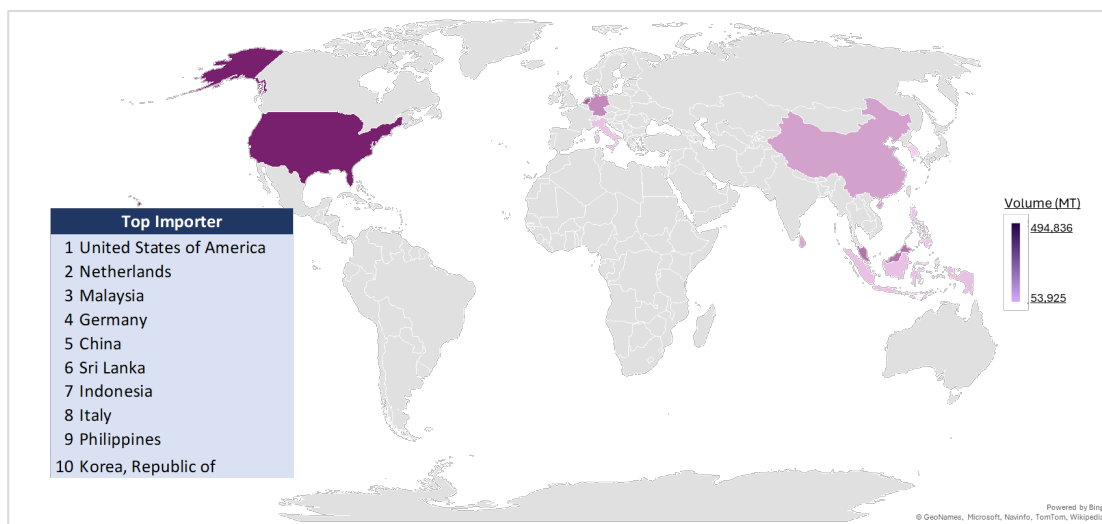 Top Importer
1 United States of America
2 Netherlands
3 Malaysia
4 Germany
5 China
6 Sri Lanka
7 Indonesia
8 Italy
9 Philippines
10 Korea, Republic of
Volume (MT)
494,836
53,925
Powered by Bing
© GeoNames, Microsoft, Navinfo, TomTom, Wikipedia